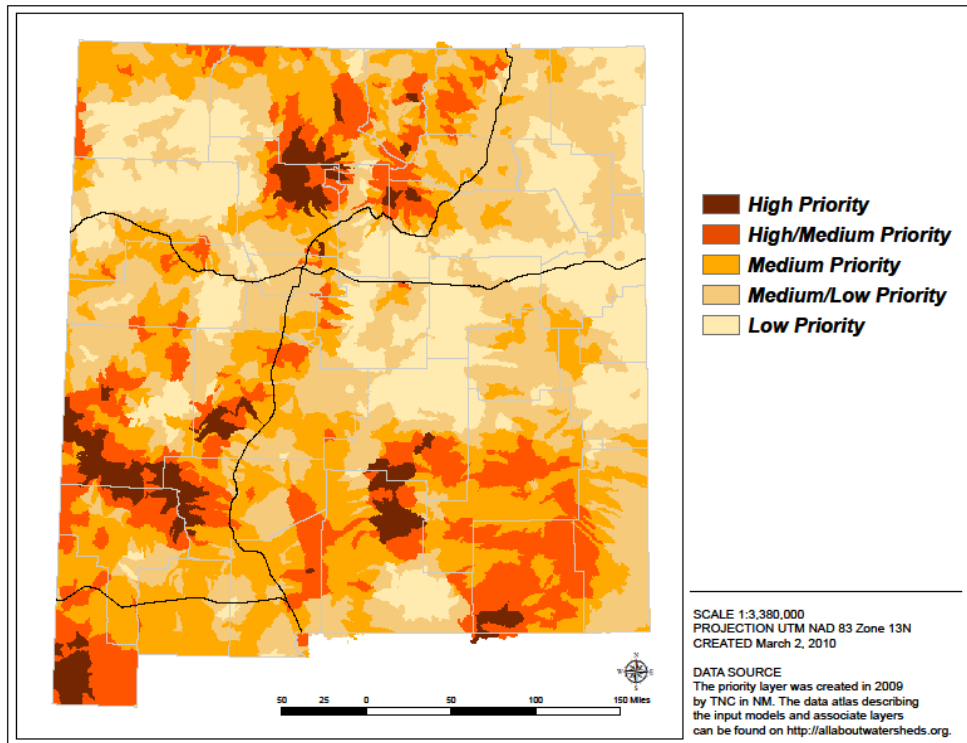 High Priority
High/Medium Priority
Medium Priority
Medium/Low Priority
Low Priority
SCALE 1:3,380,000
PROJECTION UTM NAD 83 Zone 13N
CREATED March 2, 2010
DATA SOURCE
The priority layer was created in 2009
by TNC in NM. The data atlas describing
the input models and associate layers
can be found on http://allaboutwatersheds.org.
N
W E
S
50 25 0 50 100 150 Miles